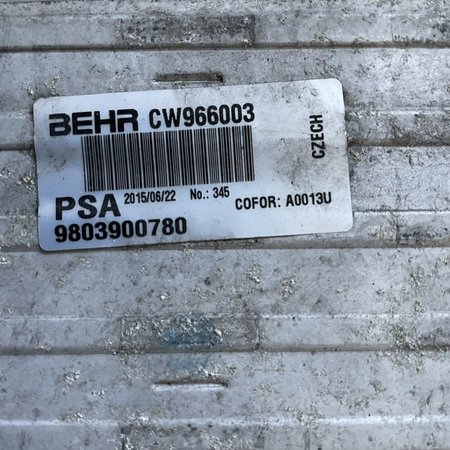 BEHR CW966003
CZECH
2015/06/22 No.: 345
PSA COFOR: A0013U
9803900780